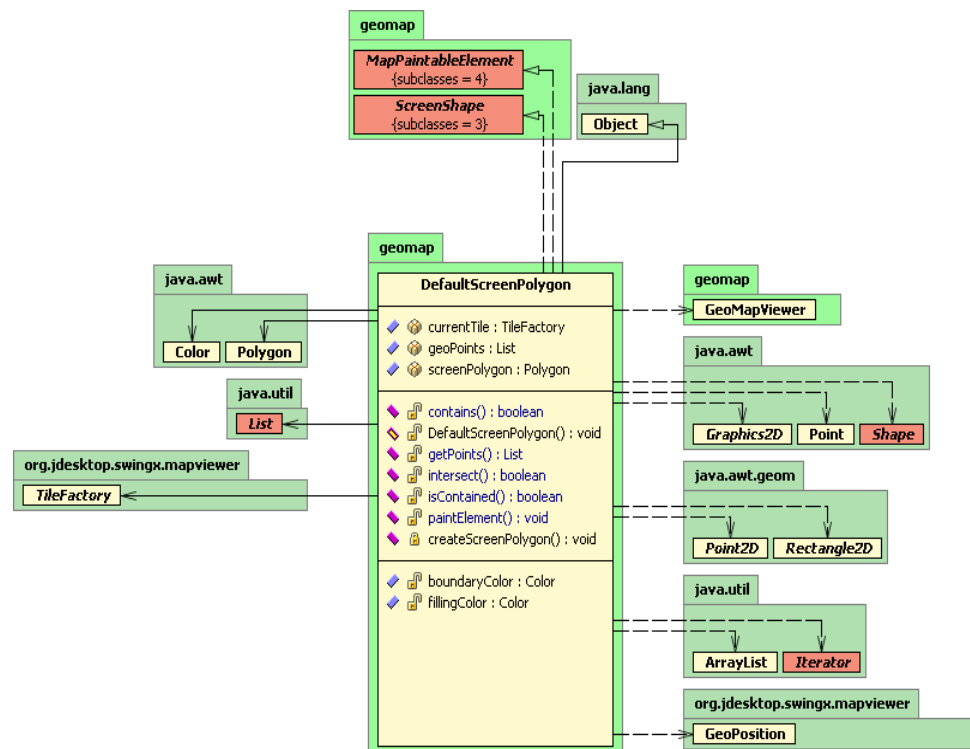 geomap
MapPaintableElement
{subclasses = 4}
ScreenShape
{subclasses = 3}
java.lang
Object
geomap
DefaultScreenPolygon
currentTile : TileFactory
geoPoints : List
screenPolygon : Polygon
contains() : boolean
DefaultScreenPolygon() : void
getPoints() : List
intersect() : boolean
isContained() : boolean
paintElement() : void
createScreenPolygon() : void
boundaryColor : Color
fillingColor : Color
java.awt
Color Polygon
java.util
List
org.jdesktop.swingx.mapviewer
TileFactory
geomap
GeoMapViewer
java.awt
Graphics2D Point Shape
java.awt.geom
Point2D Rectangle2D
java.util
ArrayList Iterator
org.jdesktop.swingx.mapviewer
GeoPosition